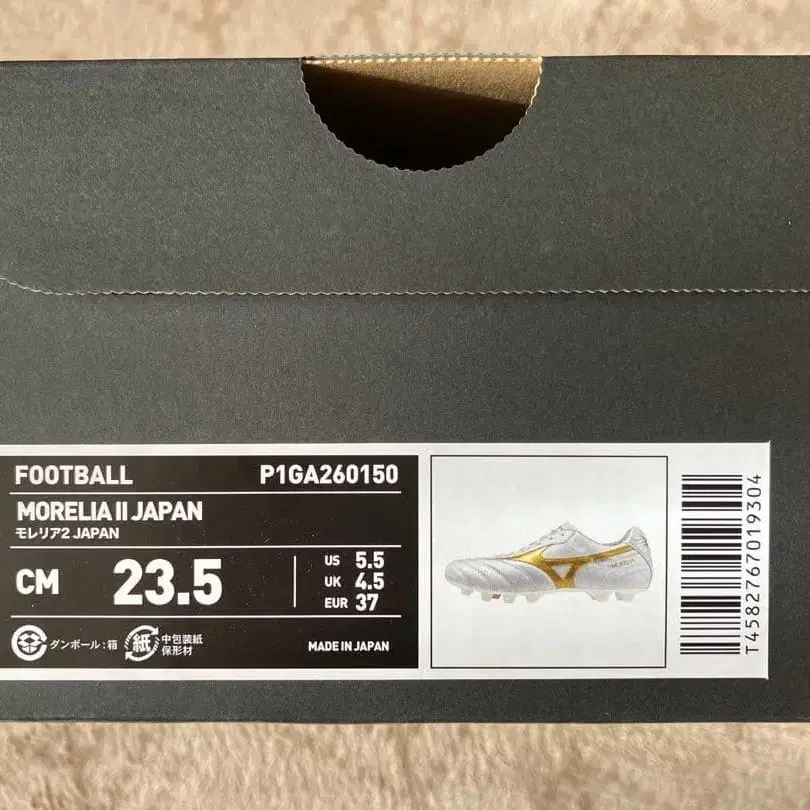 FOOTBALL P1GA260150
MORELIA II JAPAN
モレリア2 JAPAN
CM 23.5
US 5.5
UK 4.5
EUR 37
ダンボール:箱
紙
中包装紙
保形材
MADE IN JAPAN
MORELIA
T4582767019304